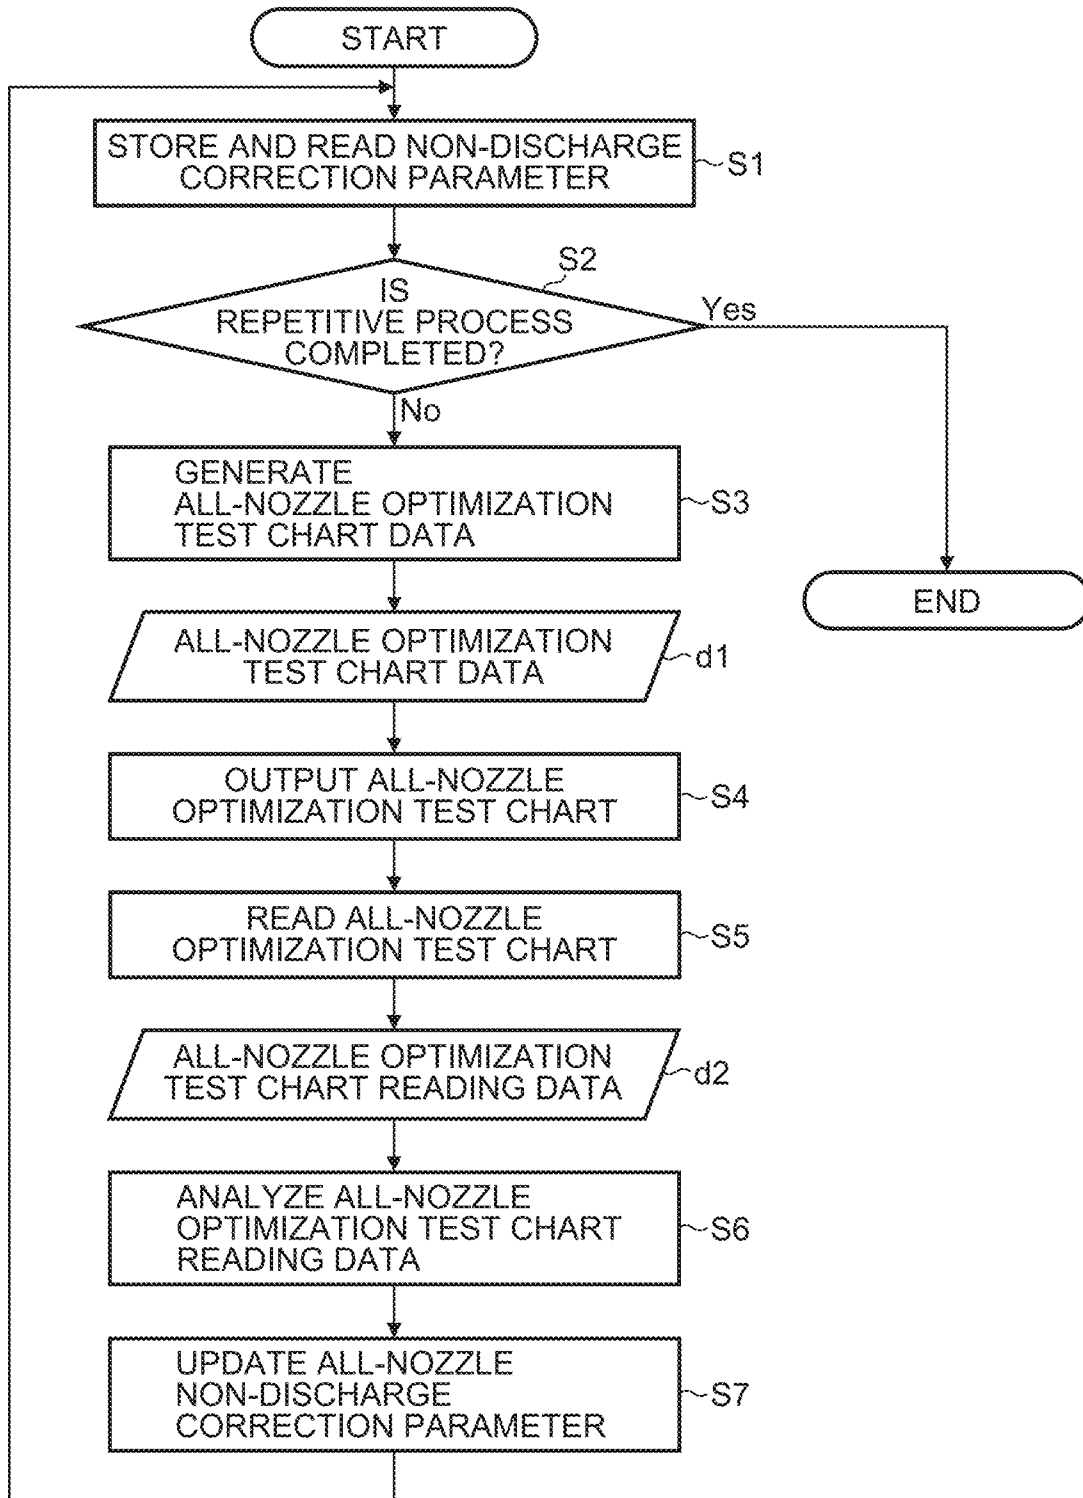 START
STORE AND READ NON-DISCHARGE
CORRECTION PARAMETER
S1
S2
IS
REPETITIVE PROCESS
COMPLETED?
Yes
No
GENERATE
ALL-NOZZLE OPTIMIZATION
TEST CHART DATA
S3
END
ALL-NOZZLE OPTIMIZATION
TEST CHART DATA
d1
OUTPUT ALL-NOZZLE
OPTIMIZATION TEST CHART
S4
READ ALL-NOZZLE
OPTIMIZATION TEST CHART
S5
ALL-NOZZLE OPTIMIZATION
TEST CHART READING DATA
d2
ANALYZE ALL-NOZZLE
OPTIMIZATION TEST CHART
READING DATA
S6
UPDATE ALL-NOZZLE
NON-DISCHARGE
CORRECTION PARAMETER
S7